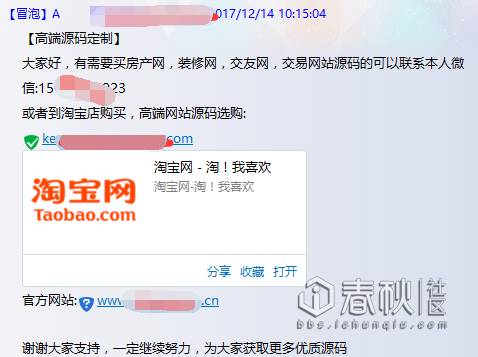 【冒泡】A 017/12/14 10:15:04
【高端源码定制】
大家好，有需要买房产网，装修网，交友网，交易网站源码的可以联系本人微
信:15 023
或者到淘宝店购买，高端网站源码选购:
ke com
淘宝网 - 淘！我喜欢
淘宝网-淘！我喜欢
淘宝网
Taobao.com
分享 收藏 打开
官方网站: www .cn
春秋社区
bbs.ichunqiu.com
谢谢大家支持，一定继续努力，为大家获取更多优质源码